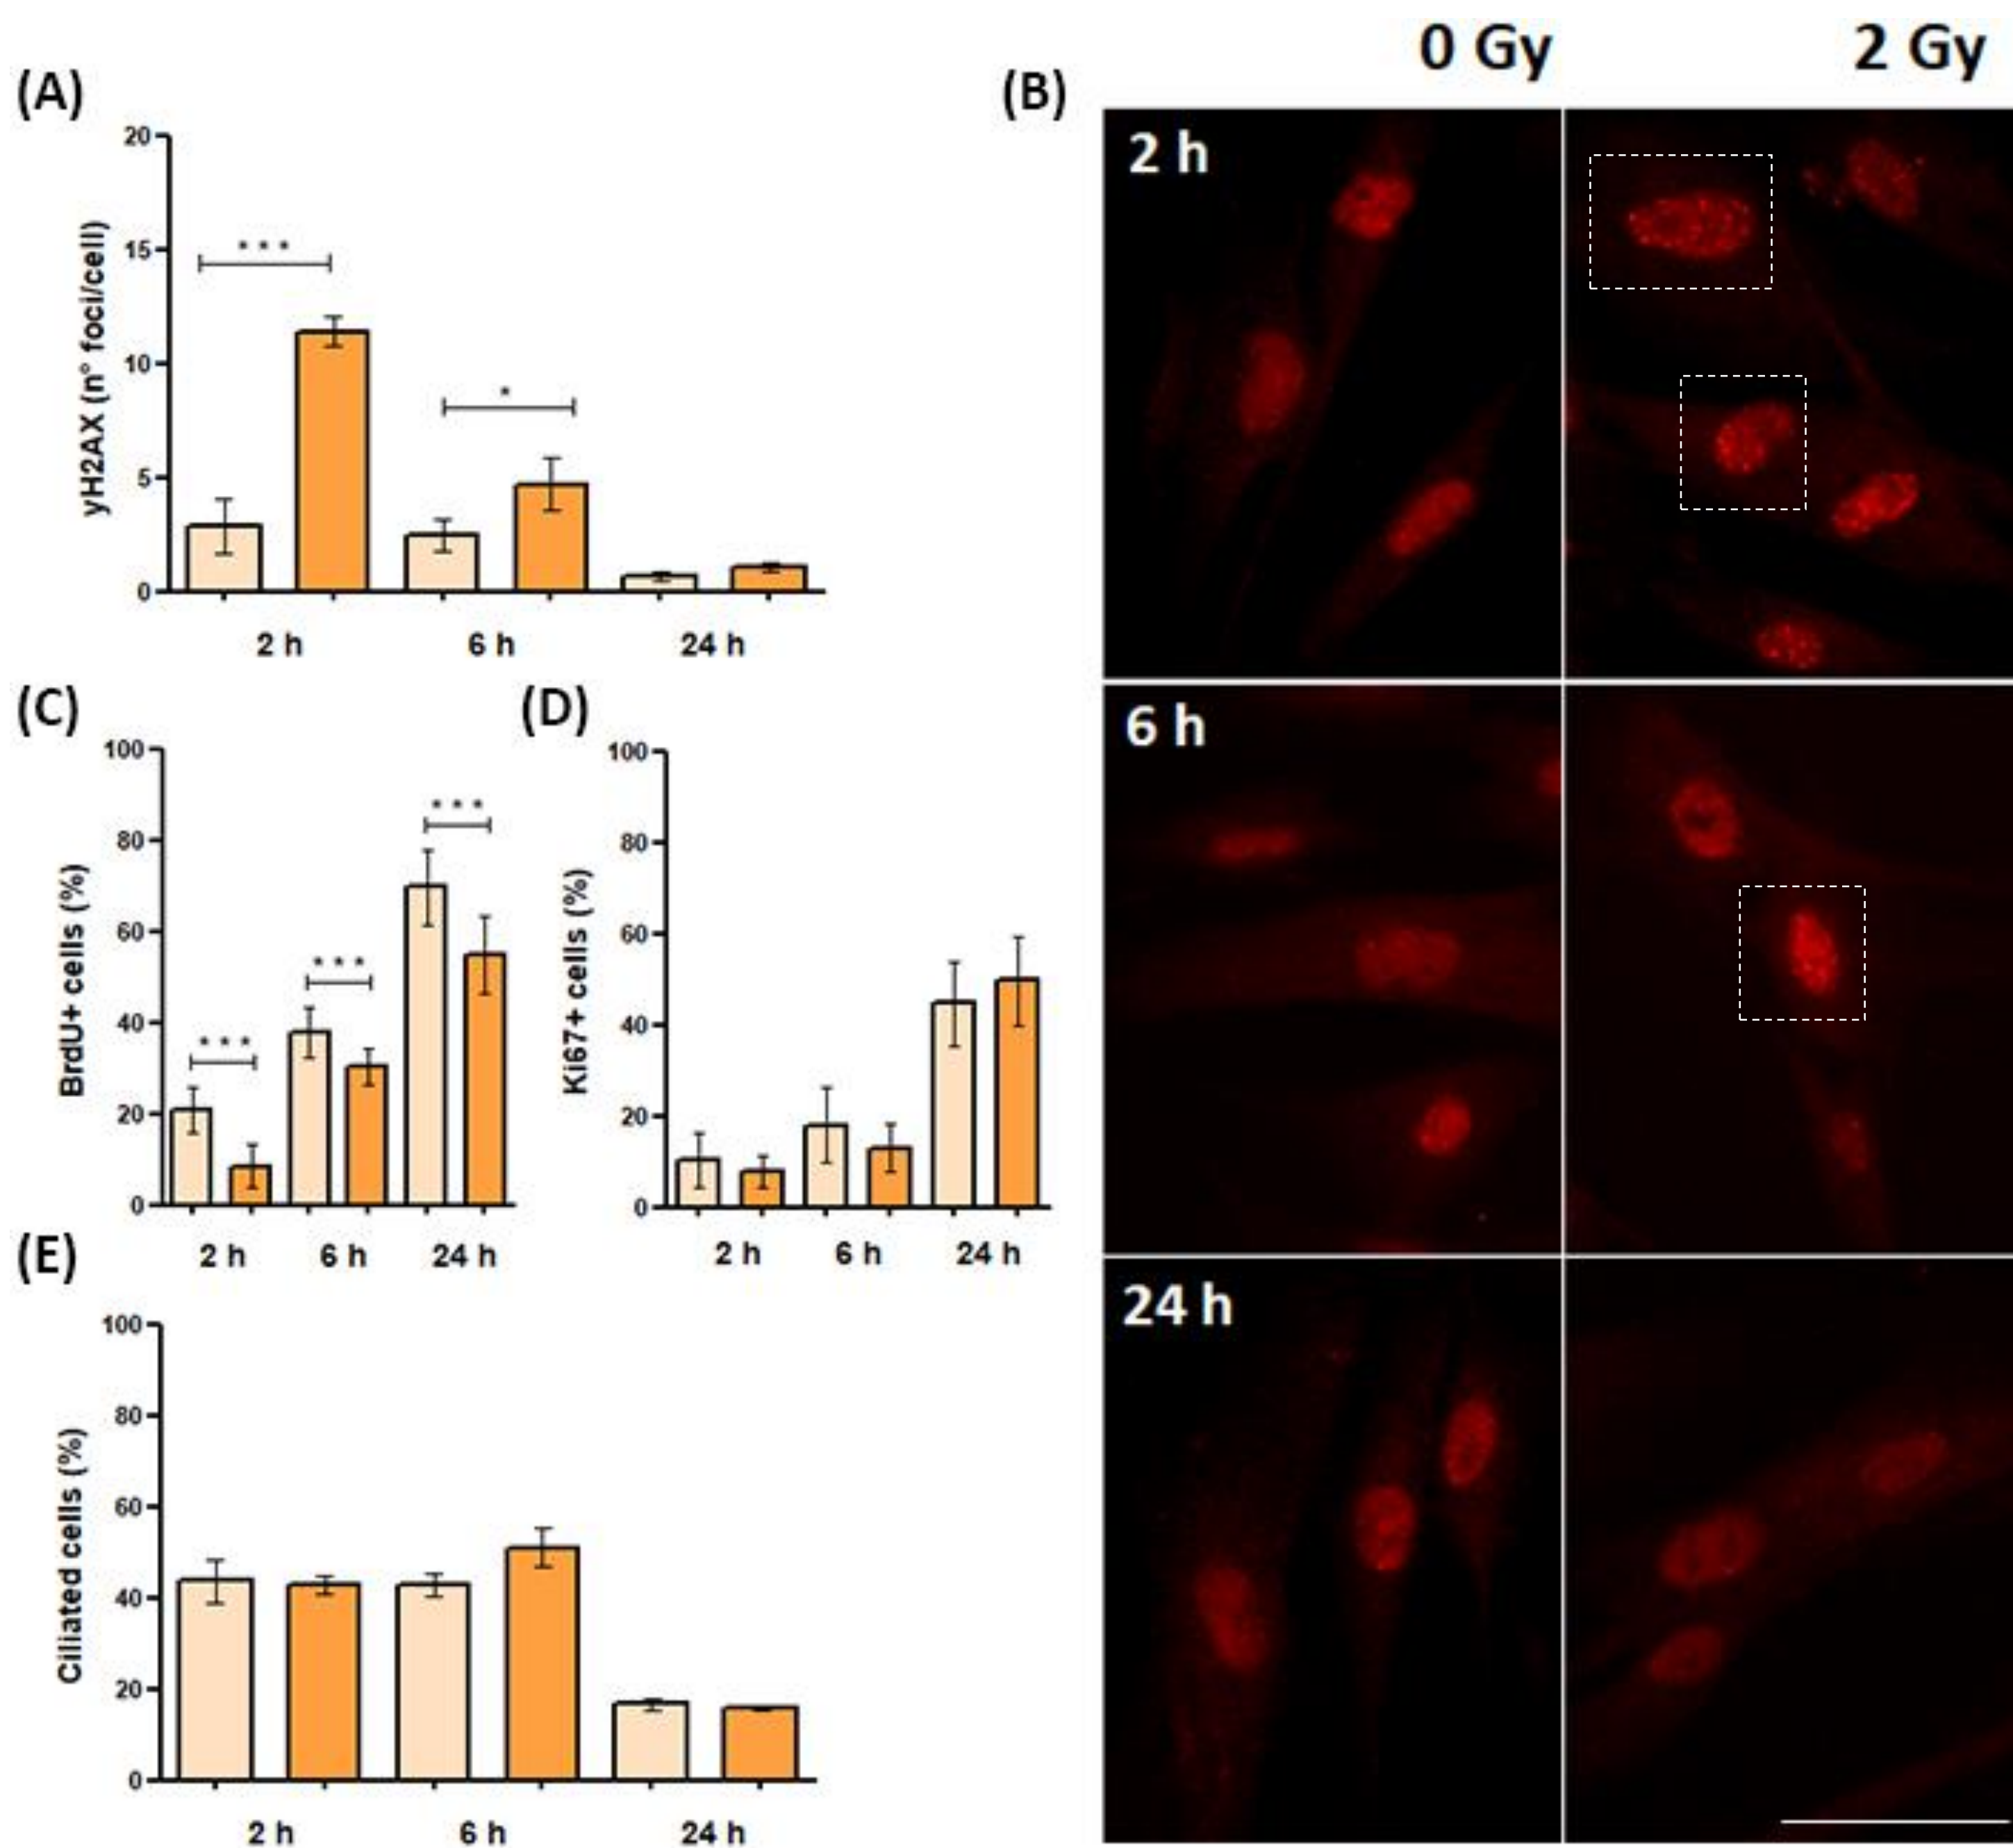 0 Gy 2 Gy
(A) (B)
20
15
10
5
0
yH2AX (n° foci/cell)
* * *
*
2 h 6 h 24 h
2 h
6 h
24 h
(C) (D)
100
80
60
40
20
0
BrdU+ cells (%)
* * *
* * *
* * *
2 h 6 h 24 h
100
80
60
40
20
0
Ki67+ cells (%)
2 h 6 h 24 h
(E)
100
80
60
40
20
0
Ciliated cells (%)
2 h 6 h 24 h